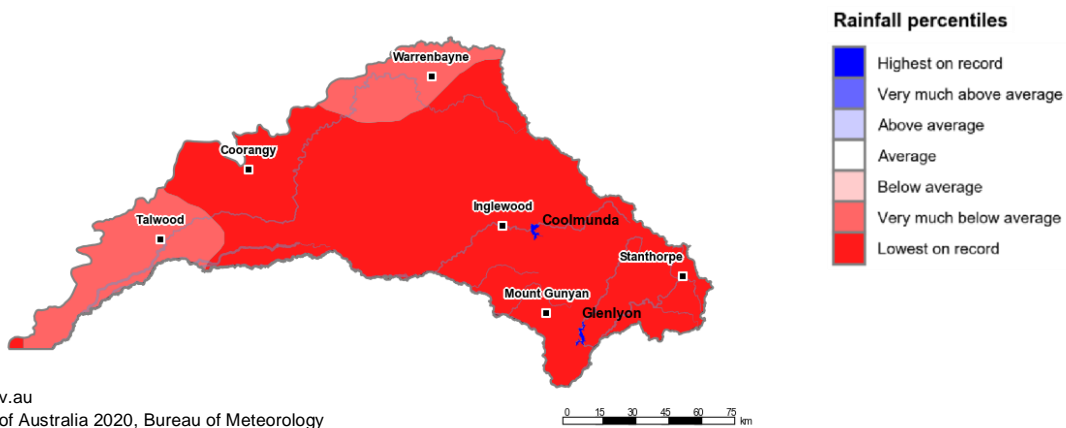 Rainfall percentiles
Highest on record
Very much above average
Above average
Average
Below average
Very much below average
Lowest on record
Warrenbayne
Coorangy
Talwood
Inglewood
Coolmunda
Stanthorpe
Mount Gunyan
Glenlyon
v.au
of Australia 2020, Bureau of Meteorology
0 15 30 45 60 75
km